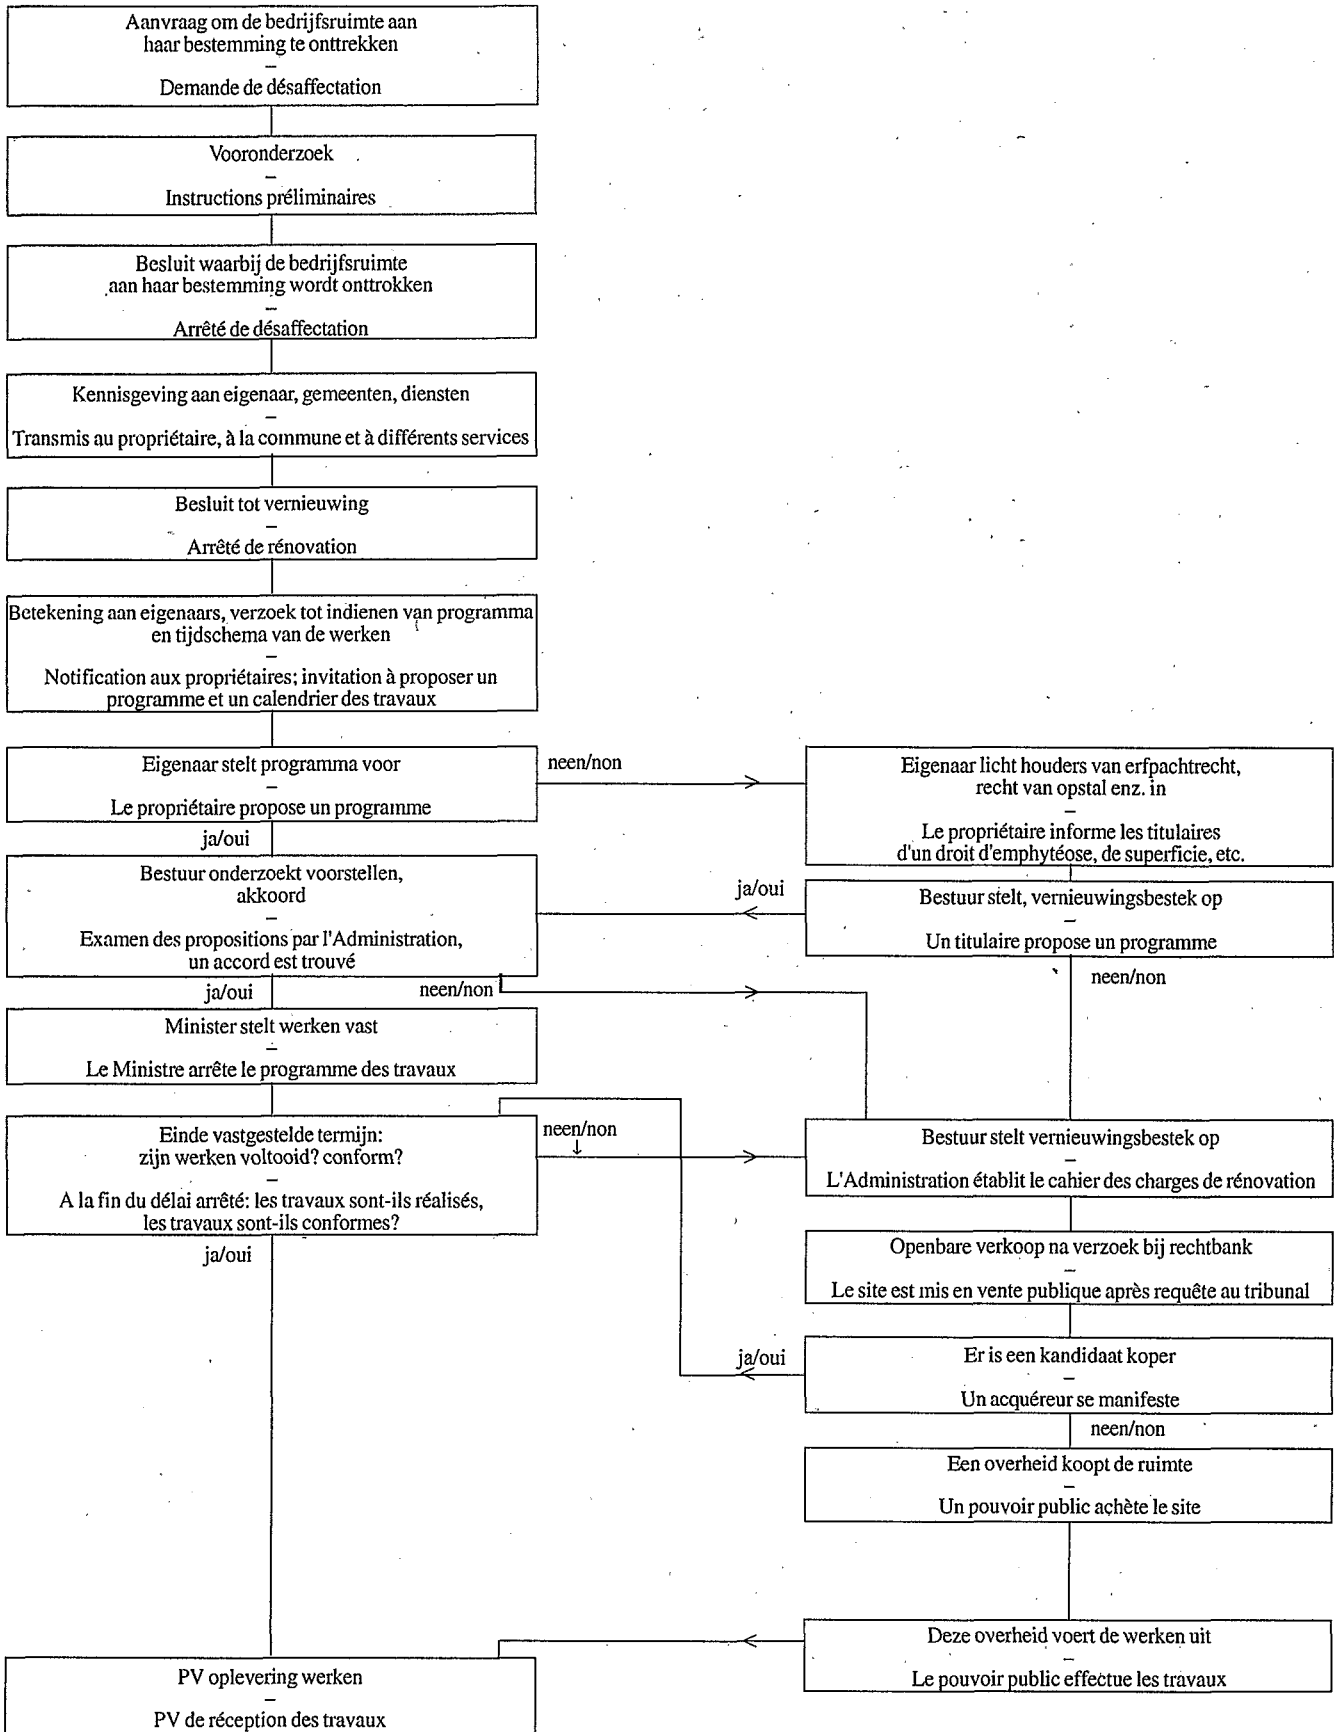 Aanvraag om de bedrijfsruimte aan
haar bestemming te onttrekken
–
Demande de désaffectation
Vooronderzoek
–
Instructions préliminaires
Besluit waarbij de bedrijfsruimte
aan haar bestemming wordt onttrokken
–
Arrêté de désaffectation
Kennisgeving aan eigenaar, gemeenten, diensten
–
Transmis au propriétaire, à la commune et à différents services
Besluit tot vernieuwing
–
Arrêté de rénovation
Betekening aan eigenaars, verzoek tot indienen van programma
en tijdschema van de werken
–
Notification aux propriétaires; invitation à proposer un
programme et un calendrier des travaux
Eigenaar stelt programma voor
–
Le propriétaire propose un programme
neen/non
Eigenaar licht houders van erfpachtrecht,
recht van opstal enz. in
–
Le propriétaire informe les titulaires
d'un droit d'emphytéose, de superficie, etc.
ja/oui
Bestuur onderzoekt voorstellen,
akkoord
–
Examen des propositions par l'Administration,
un accord est trouvé
ja/oui
Bestuur stelt, vernieuwingsbestek op
–
Un titulaire propose un programme
neen/non
ja/oui
neen/non
Minister stelt werken vast
–
Le Ministre arrête le programme des travaux
Einde vastgestelde termijn:
zijn werken voltooid? conform?
–
A la fin du délai arrêté: les travaux sont-ils réalisés,
les travaux sont-ils conformes?
neen/non
Bestuur stelt vernieuwingsbestek op
–
L'Administration établit le cahier des charges de rénovation
ja/oui
Openbare verkoop na verzoek bij rechtbank
–
Le site est mis en vente publique après requête au tribunal
ja/oui
Er is een kandidaat koper
–
Un acquéreur se manifeste
neen/non
Een overheid koopt de ruimte
–
Un pouvoir public achète le site
Deze overheid voert de werken uit
–
Le pouvoir public effectue les travaux
PV oplevering werken
–
PV de réception des travaux